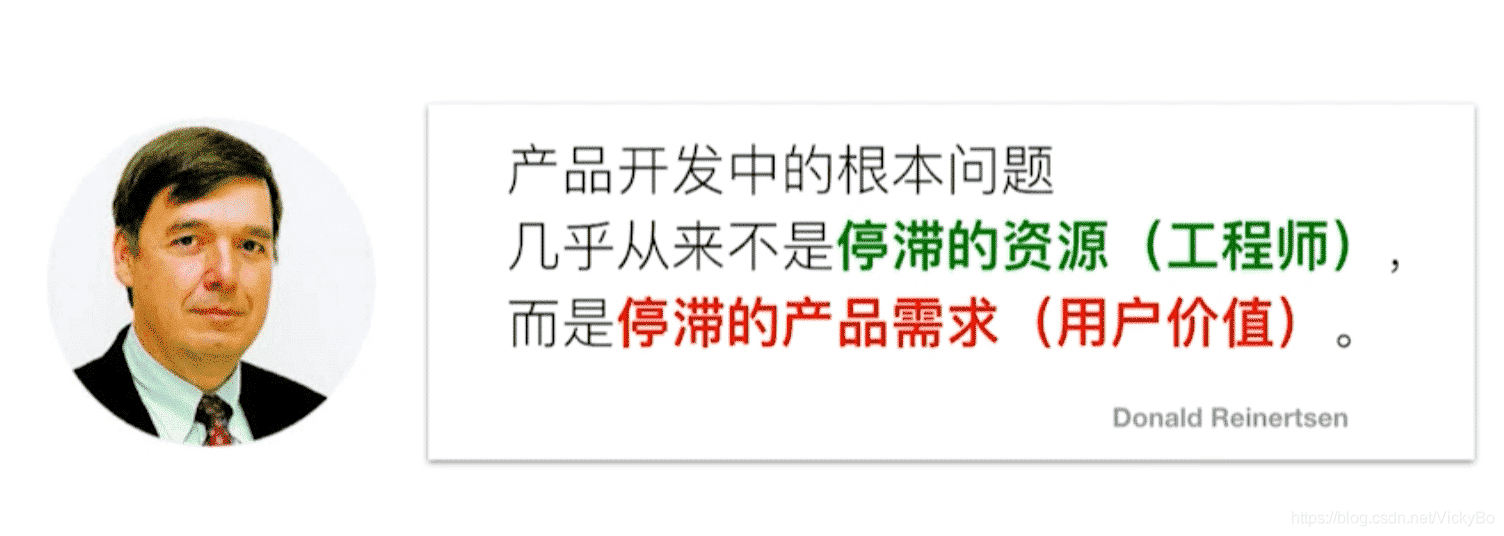 产品开发中的根本问题
几乎从来不是停滞的资源（工程师），
而是停滞的产品需求（用户价值）。
Donald Reinertsen
https://blog.csdn.net/VickyBo